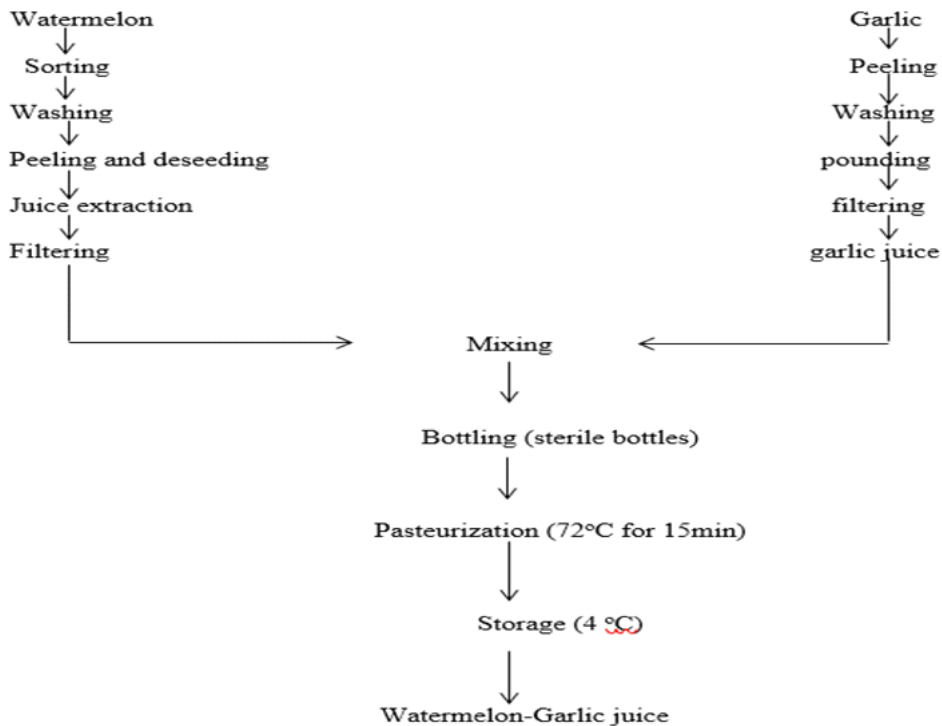 Watermelon
Sorting
Washing
Peeling and deseeding
Juice extraction
Filtering
Garlic
Peeling
Washing
pounding
filtering
garlic juice
Mixing
Bottling (sterile bottles)
Pasteurization (72°C for 15min)
Storage (4 °C)
Watermelon-Garlic juice